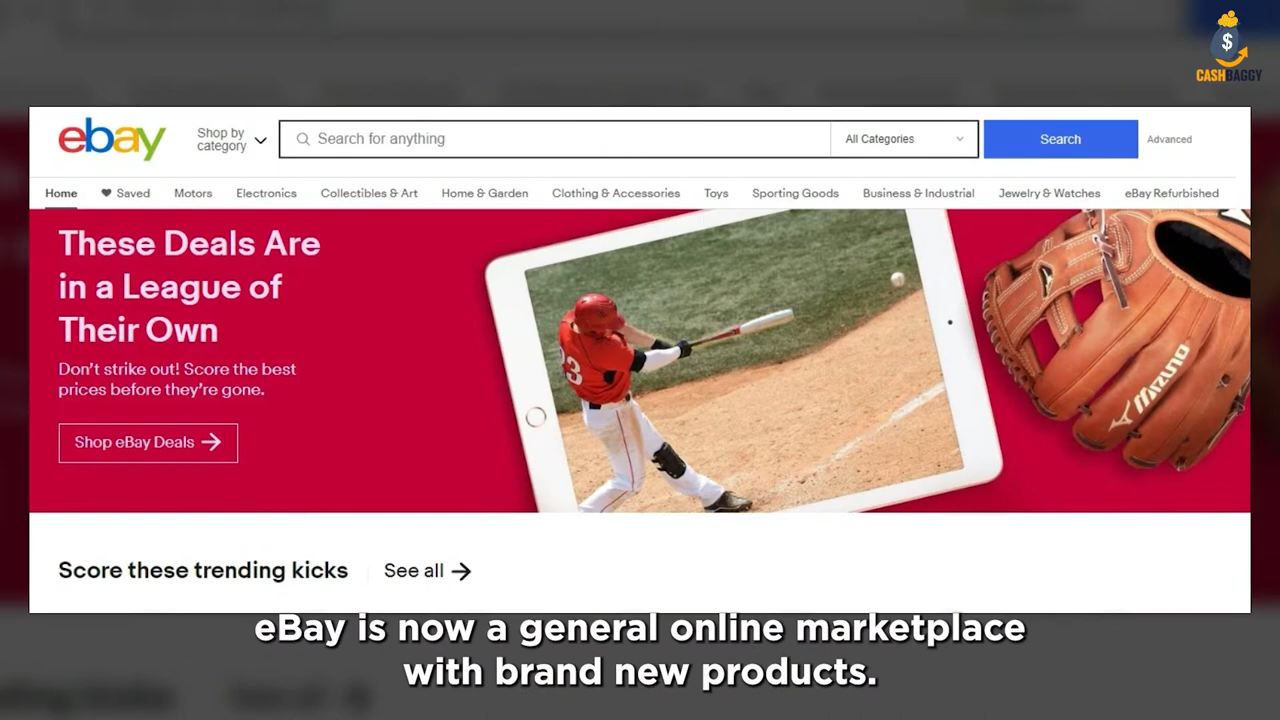 $
CASHBAGGY
ebay
Shop by
category
Search for anything
All Categories
Search
Advanced
Home
Saved
Motors
Electronics
Collectibles & Art
Home & Garden
Clothing & Accessories
Toys
Sporting Goods
Business & Industrial
Jewelry & Watches
eBay Refurbished
These Deals Are
in a League of
Their Own
Don't strike out! Score the best
prices before they're gone.
Shop eBay Deals
23
MIZUNO
Score these trending kicks
See all
eBay is now a general online marketplace
with brand new products.